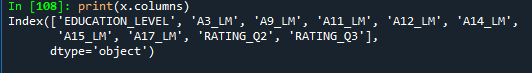 In [108]: print(x.columns)
Index(['EDUCATION_LEVEL', 'A3_LM', 'A9_LM', 'A11_LM', 'A12_LM', 'A14_LM',
'A15_LM', 'A17_LM', 'RATING_Q2', 'RATING_Q3'],
dtype='object')